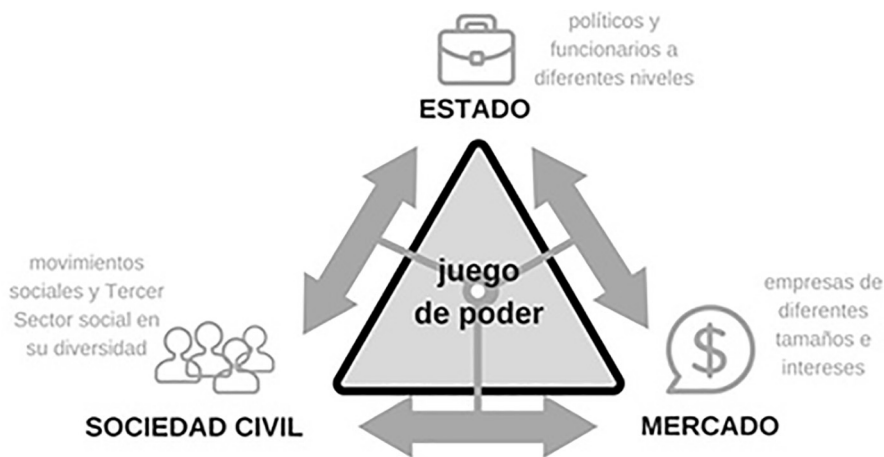 políticos y
funcionarios a
diferentes niveles
ESTADO
movimientos
sociales y Tercer
Sector social en
su diversidad
juego
de poder
empresas de
diferentes
tamaños e
intereses
$
SOCIEDAD CIVIL
MERCADO